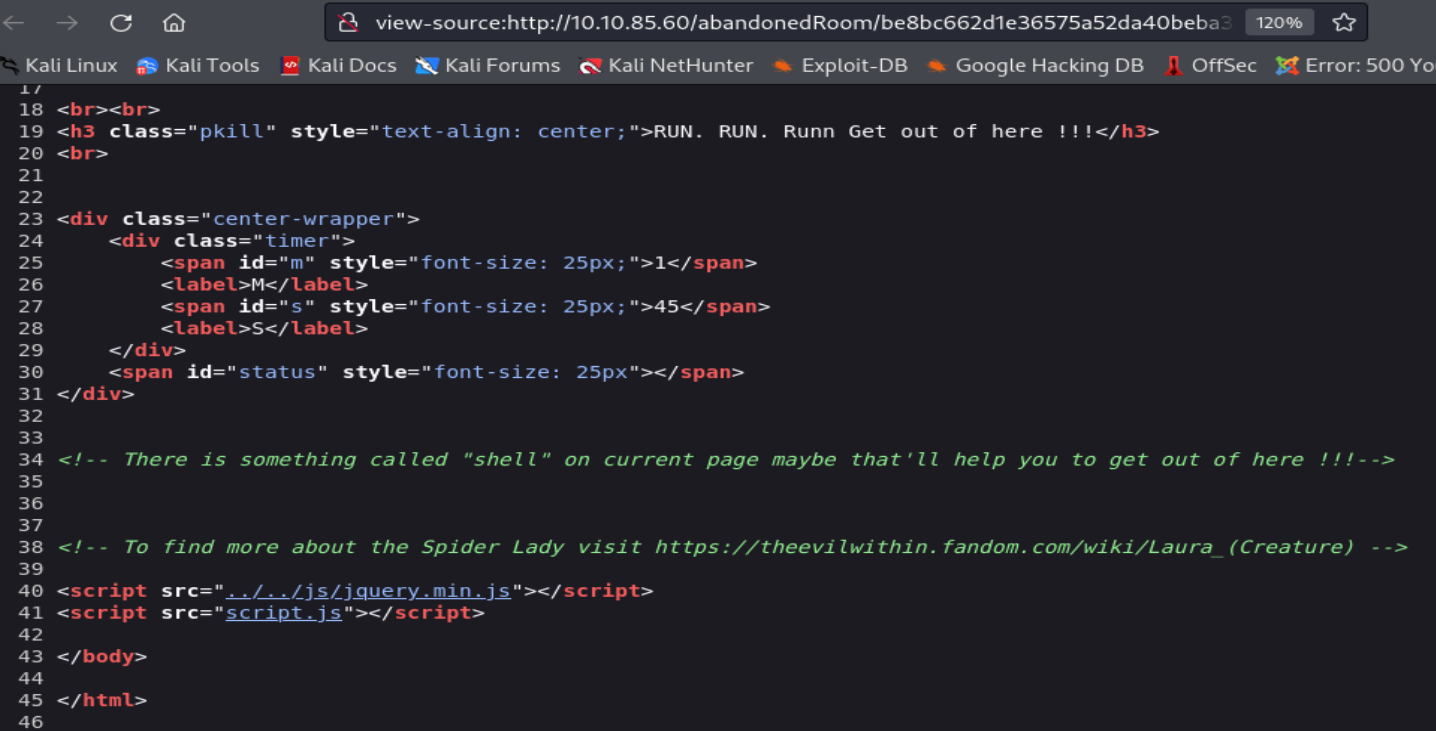 view-source:http://10.10.85.60/abandonedRoom/be8bc662d1e36575a52da40beba3 120%
Kali Linux Kali Tools Kali Docs Kali Forums Kali NetHunter Exploit-DB Google Hacking DB OffSec Error: 500 Yo
17
18 <br><br>
19 <h3 class="pkill" style="text-align: center;">RUN. RUN. Runn Get out of here !!!</h3>
20 <br>
21
22
23 <div class="center-wrapper">
24     <div class="timer">
25         <span id="m" style="font-size: 25px;">1</span>
26         <label>M</label>
27         <span id="s" style="font-size: 25px;">45</span>
28         <label>S</label>
29     </div>
30     <span id="status" style="font-size: 25px"></span>
31 </div>
32
33
34 <!-- There is something called "shell" on current page maybe that'll help you to get out of here !!!-->
35
36
37
38 <!-- To find more about the Spider Lady visit https://theevilwithin.fandom.com/wiki/Laura_(Creature) -->
39
40 <script src="../../js/jquery.min.js"></script>
41 <script src="script.js"></script>
42
43 </body>
44
45 </html>
46